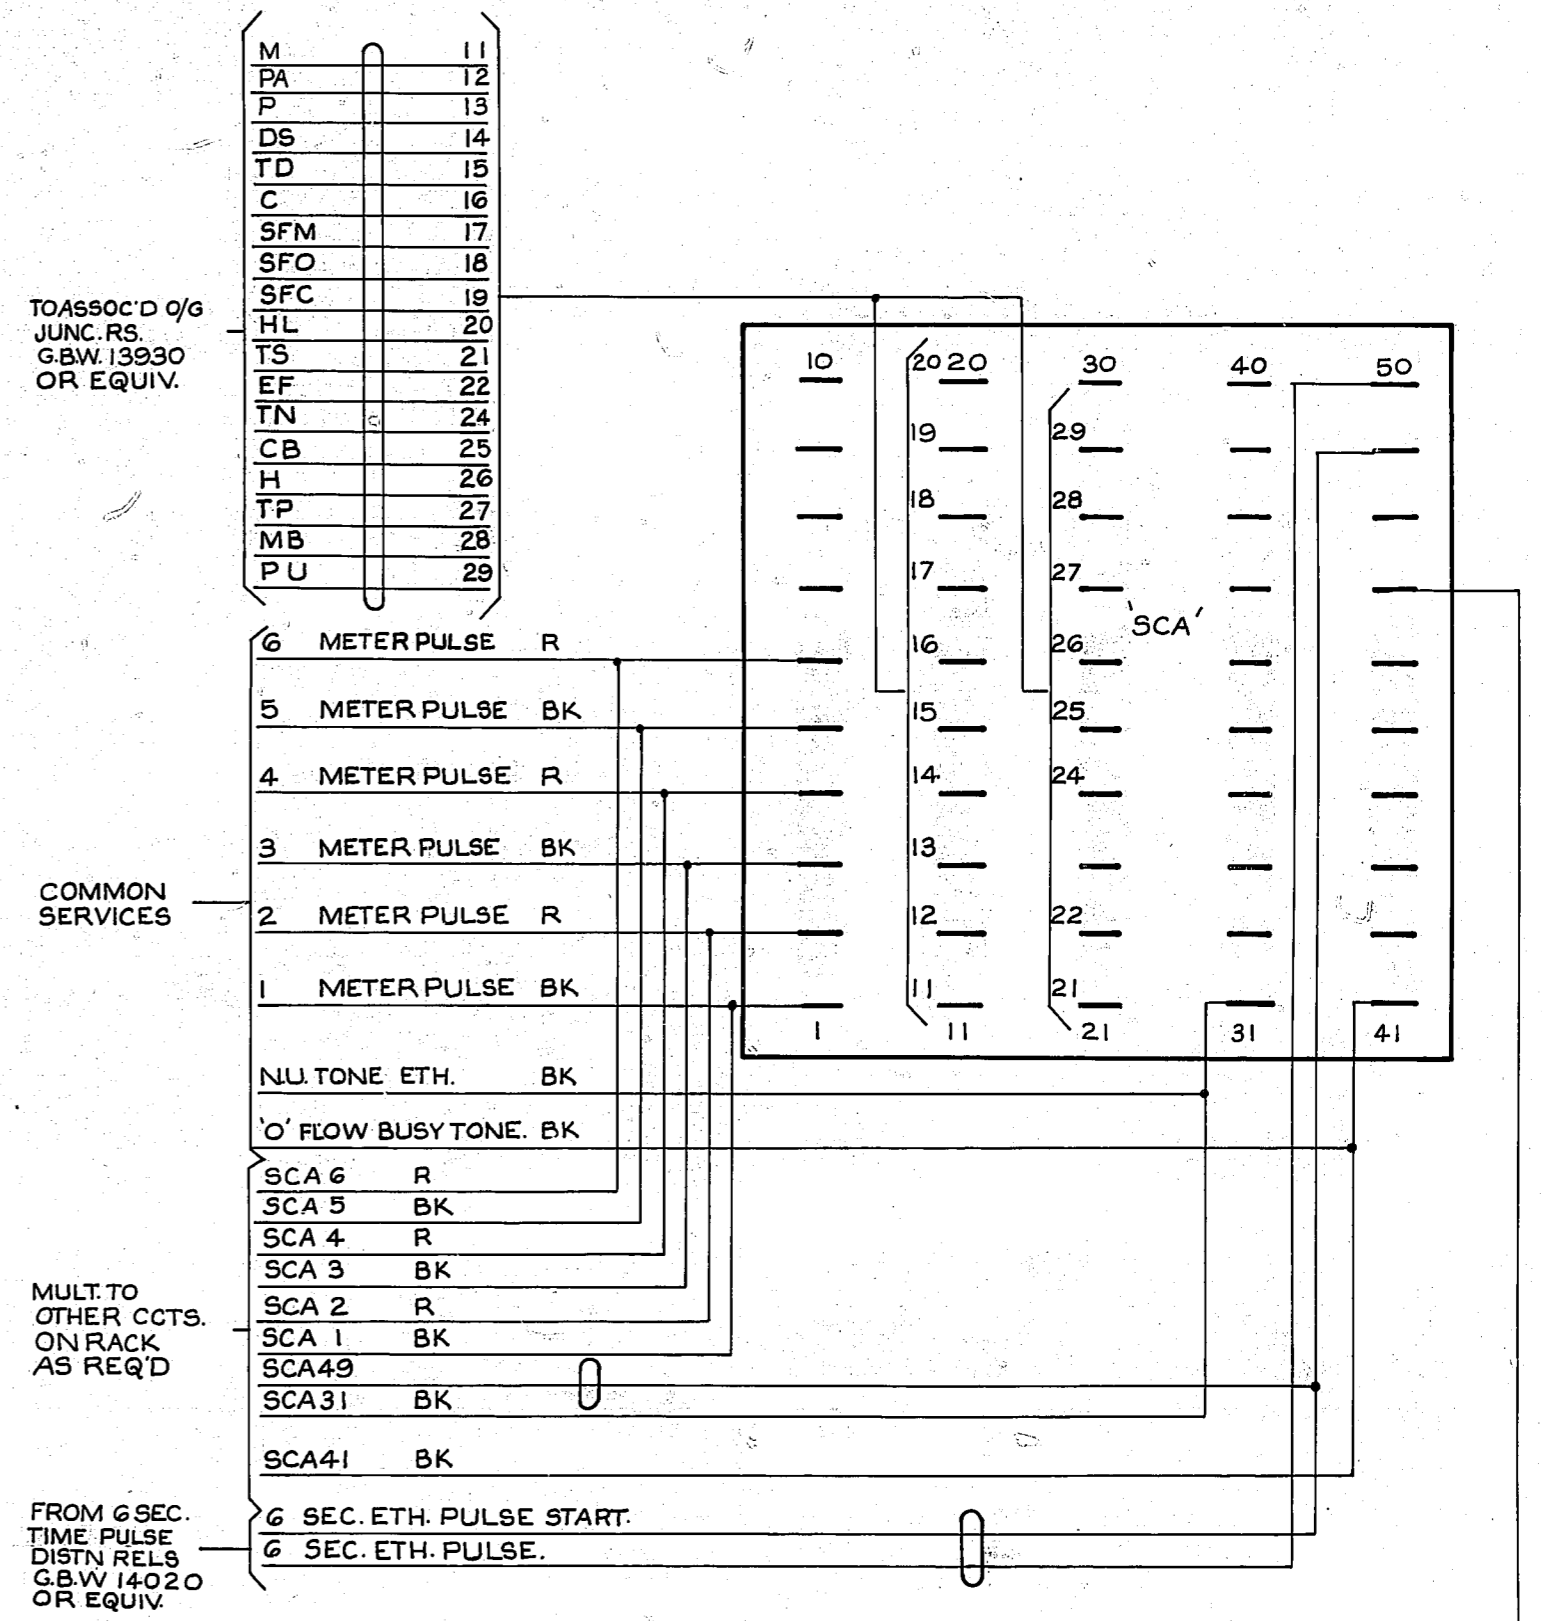 M 11
PA 12
P 13
DS 14
TD 15
C 16
SFM 17
SFO 18
SFC 19
HL 20
TS 21
EF 22
TN 24
CB 25
H 26
TP 27
MB 28
PU 29
TO ASSOC'D O/G
JUNC. RS.
G.B.W. 13930
OR EQUIV.
6 METER PULSE R
5 METER PULSE BK
4 METER PULSE R
3 METER PULSE BK
2 METER PULSE R
1 METER PULSE BK
N.U. TONE ETH. BK
'O' FLOW BUSY TONE. BK
COMMON
SERVICES
SCA 6 R
SCA 5 BK
SCA 4 R
SCA 3 BK
SCA 2 R
SCA 1 BK
SCA49
SCA31 BK
SCA41 BK
MULT. TO
OTHER CCTS.
ON RACK
AS REQ'D
6 SEC. ETH. PULSE START.
6 SEC. ETH. PULSE.
FROM 6 SEC.
TIME PULSE
DISTN RELS
G.B.W 14020
OR EQUIV.
10 20 20 30 40 50
19 29
18 28
17 27
'SCA'
16 26
15 25
14 24
13
12 22
11 21
1 11 21 31 41